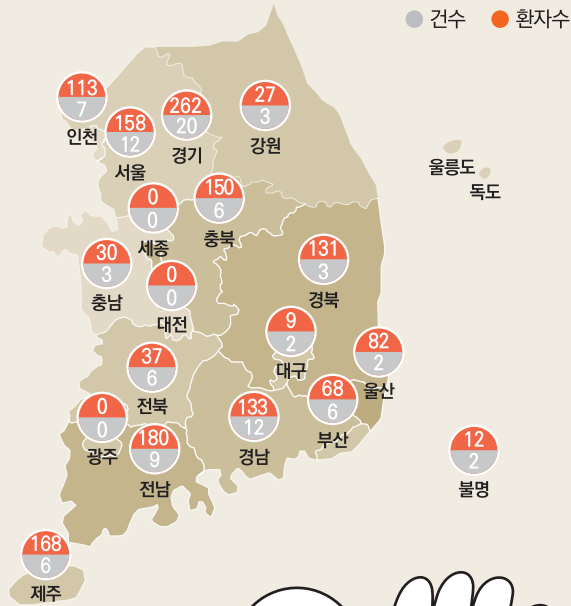 건수 환자수
113
7
인천
158
12
서울
262
20
경기
27
3
강원
울릉도
독도
0
0
세종
150
6
충북
30
3
충남
0
0
대전
131
3
경북
9
2
대구
82
2
울산
37
6
전북
68
6
부산
0
0
광주
180
9
전남
133
12
경남
12
2
불명
168
6
제주